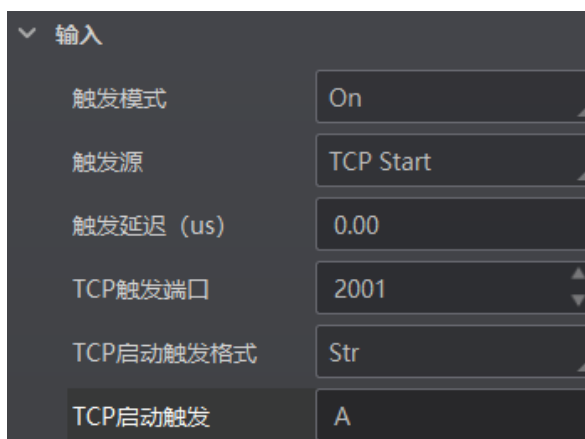 输入
触发模式 On
触发源 TCP Start
触发延迟（us） 0.00
TCP触发端口 2001
TCP启动触发格式 Str
TCP启动触发 A